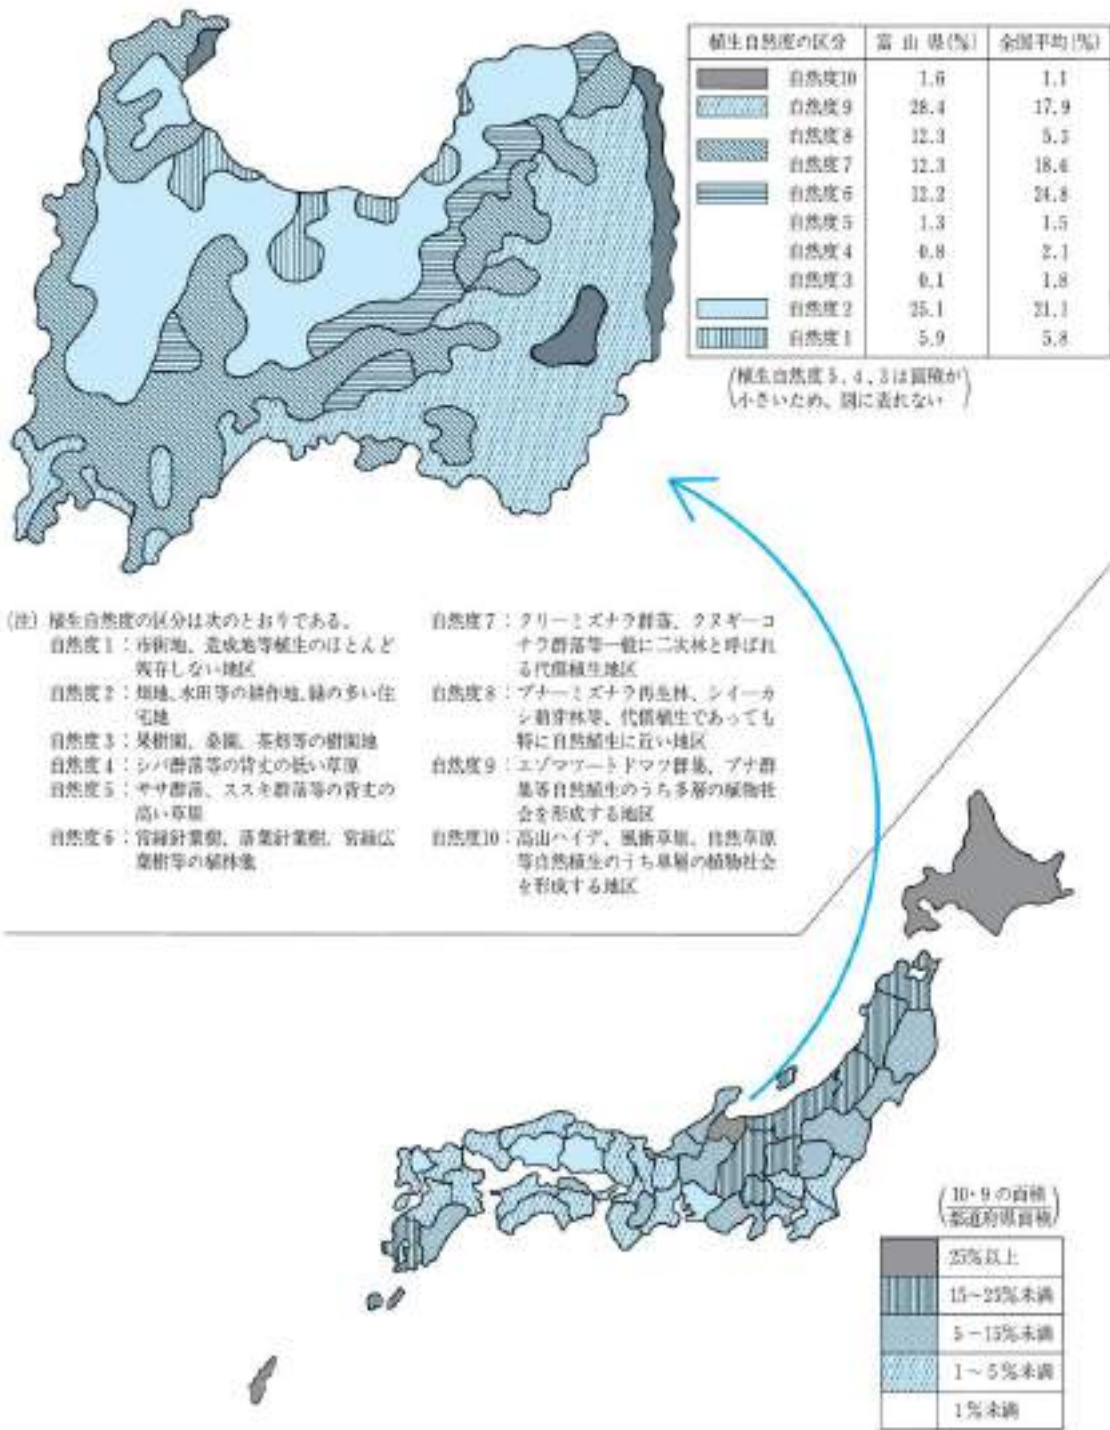 植生自然度の区分 富山県(%) 全国平均(%)
自然度10 1.6 1.1
自然度9 28.4 17.9
自然度8 12.3
自然度7 12.3
自然度6 12.2 24.8
自然度5 1.3 1.5
自然度4 0.8 2.1
自然度3 0.1 1.8
自然度2 25.1 21.1
自然度1 5.9 5.8
(植生自然度5、4、3は面積が
小さいため、図に表れない)
(注) 植生自然度の区分は次のとおりである。
自然度1:市街地、造成地等植生のほとんど
残存しない地区
自然度2:畑地、水田等の耕作地、緑の多い住
宅地
自然度3:果樹園、桑園、茶畑等の樹園地
自然度4:シバ群落等の背丈の低い草原
自然度5:ササ群落、ススキ群落等の背丈の
高い草原
自然度6:常緑針葉樹、落葉針葉樹、常緑広
葉樹等の植林地
自然度7:クリーミズナラ群落、クヌギーコ
ナラ群落等一般に二次林と呼ばれ
る代償植生地区
自然度8:ブナーミズナラ再生林、シイーカ
シ萌芽林等、代償植生であっても
特に自然植生に近い地区
自然度9:エゾマツートドマツ群集、ブナ群
集等自然植生のうち多層の植物社
会を形成する地区
自然度10:高山ハイデ、風衝草原、自然草原
等自然植生のうち単層の植物社会
を形成する地区
(10・9の面積
都道府県面積)
25%以上
15~25%未満
5-15%未満
1~5%未満
1%未満